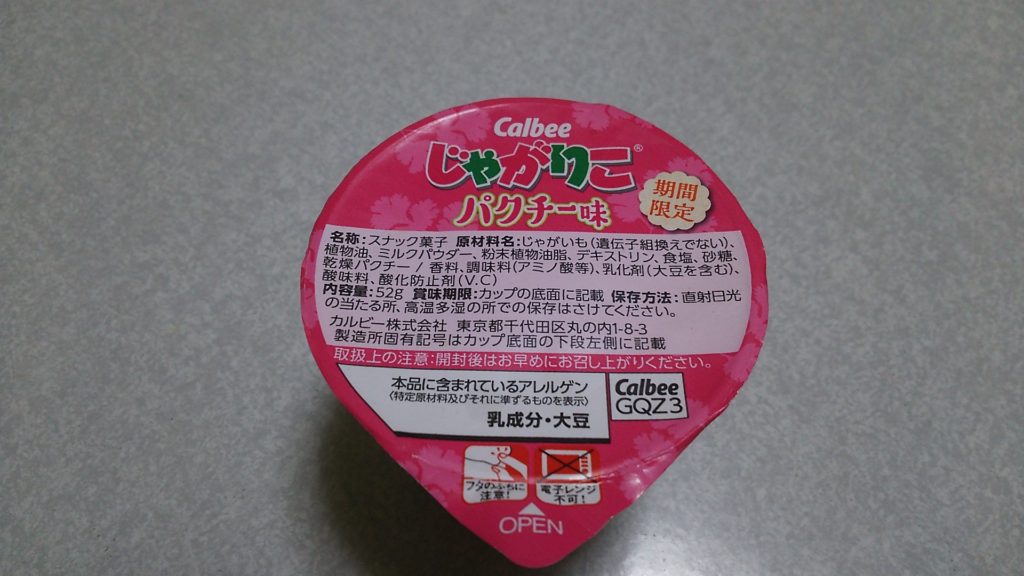 Calbee
じゃがりこ®
パクチー味
期間
限定
名称:スナック菓子 原材料名:じゃがいも(遺伝子組換えでない)、
植物油、ミルクパウダー、粉末植物油脂、デキストリン、食塩、砂糖、
乾燥パクチー / 香料、調味料(アミノ酸等)、乳化剤(大豆を含む)、
酸味料、酸化防止剤(V.C)
内容量:52g 賞味期限:カップの底面に記載 保存方法:直射日光
の当たる所、高温多湿の所での保存はさけてください。
カルビー株式会社 東京都千代田区丸の内1-8-3
製造所固有記号はカップ底面の下段左側に記載
取扱上の注意:開封後はお早めにお召し上がりください。
本品に含まれているアレルゲン
〈特定原材料及びそれに準ずるものを表示〉
乳成分・大豆
Calbee
GQZ3
フタのふちに
注意!
電子レンジ
不可!
OPEN